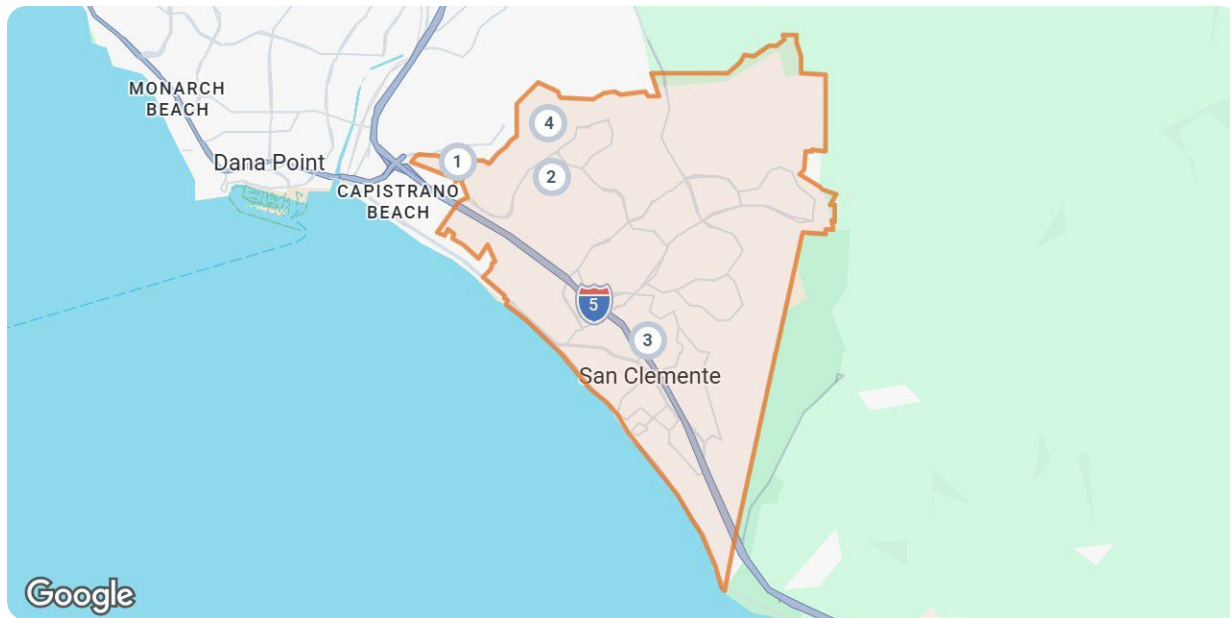 MONARCH
BEACH
Dana Point
CAPISTRANO
BEACH
1
4
2
5
3
San Clemente
Google